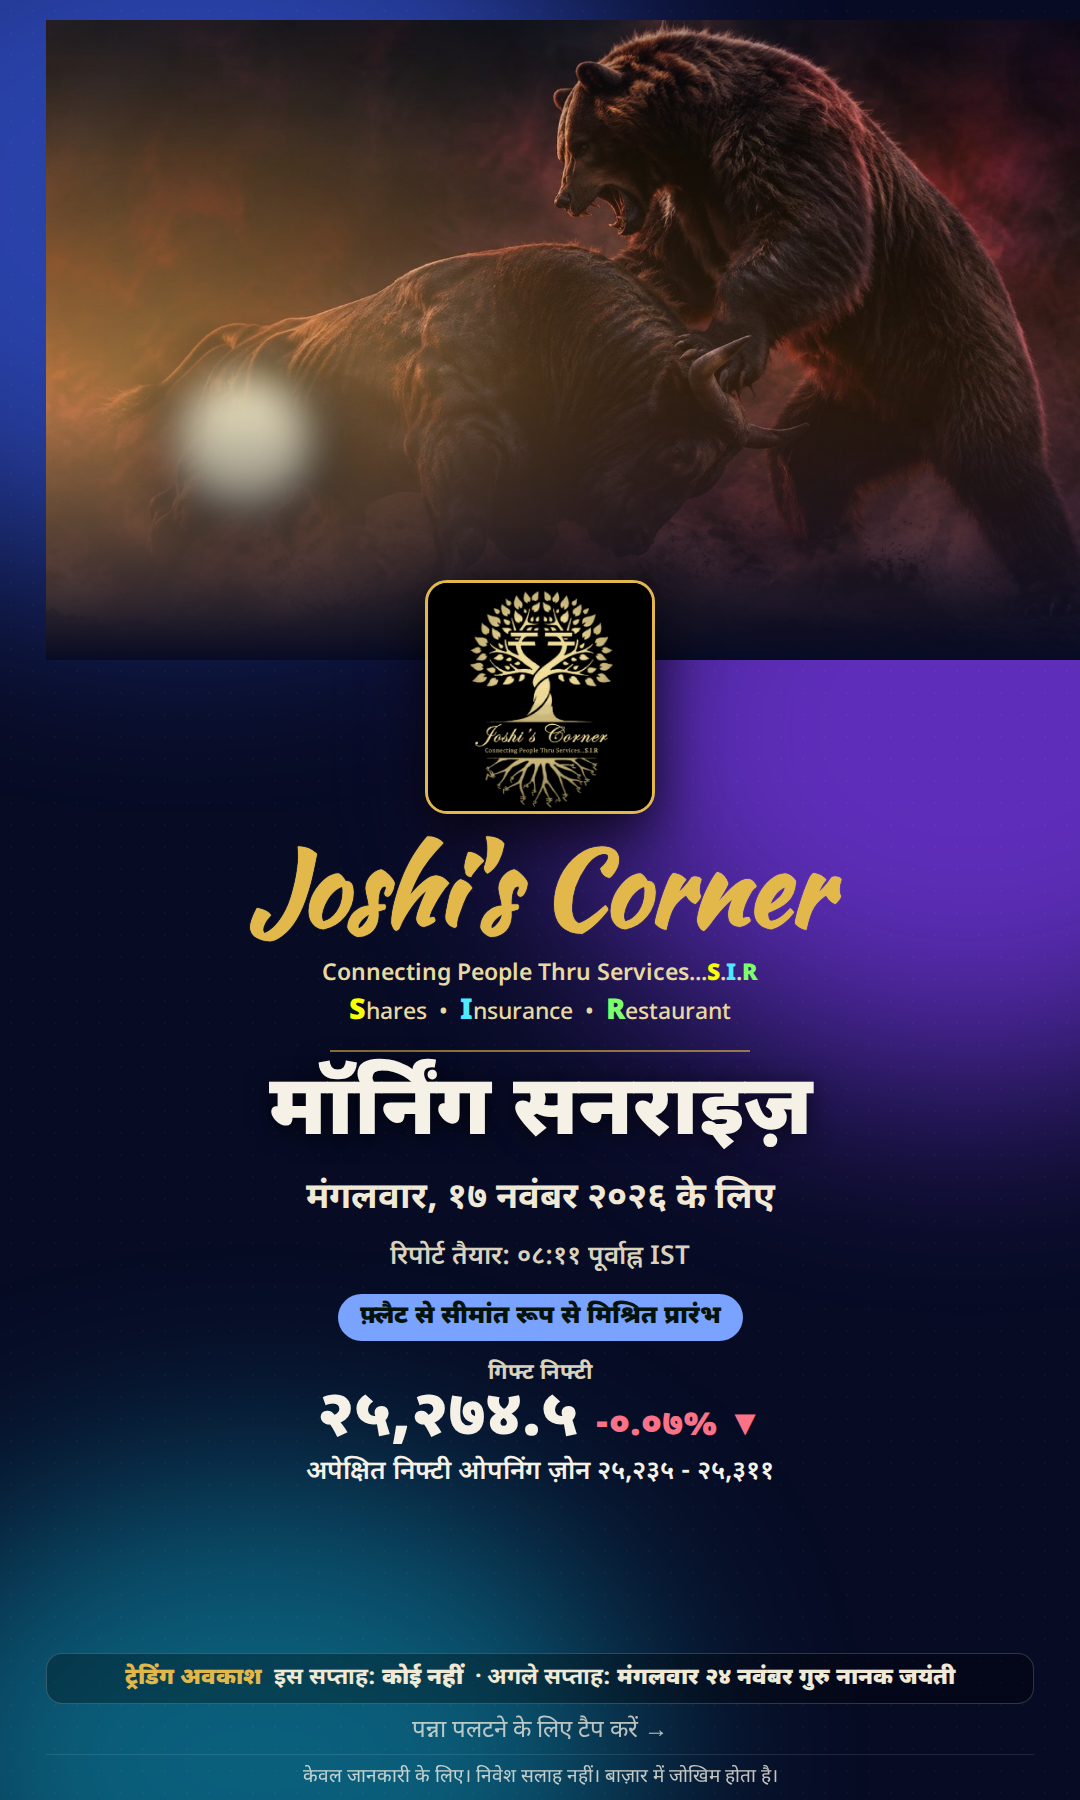 Joshi's Corner
Connecting People Thru Services...S.I.R
Joshi's Corner
Connecting People Thru Services...S.I.R
Shares • Insurance • Restaurant
मॉर्निंग सनराइज़
मंगलवार, १७ नवंबर २०२६ के लिए
रिपोर्ट तैयार: ०८:११ पूर्वाह्न IST
फ़्लैट से सीमांत रूप से मिश्रित प्रारंभ
गिफ्ट निफ्टी
२५,२७४.५ -०.०७% ▼
अपेक्षित निफ्टी ओपनिंग ज़ोन २५,२३५ - २५,३११
ट्रेडिंग अवकाश इस सप्ताह: कोई नहीं · अगले सप्ताह: मंगलवार २४ नवंबर गुरु नानक जयंती
पन्ना पलटने के लिए टैप करें →
केवल जानकारी के लिए। निवेश सलाह नहीं। बाज़ार में जोखिम होता है।